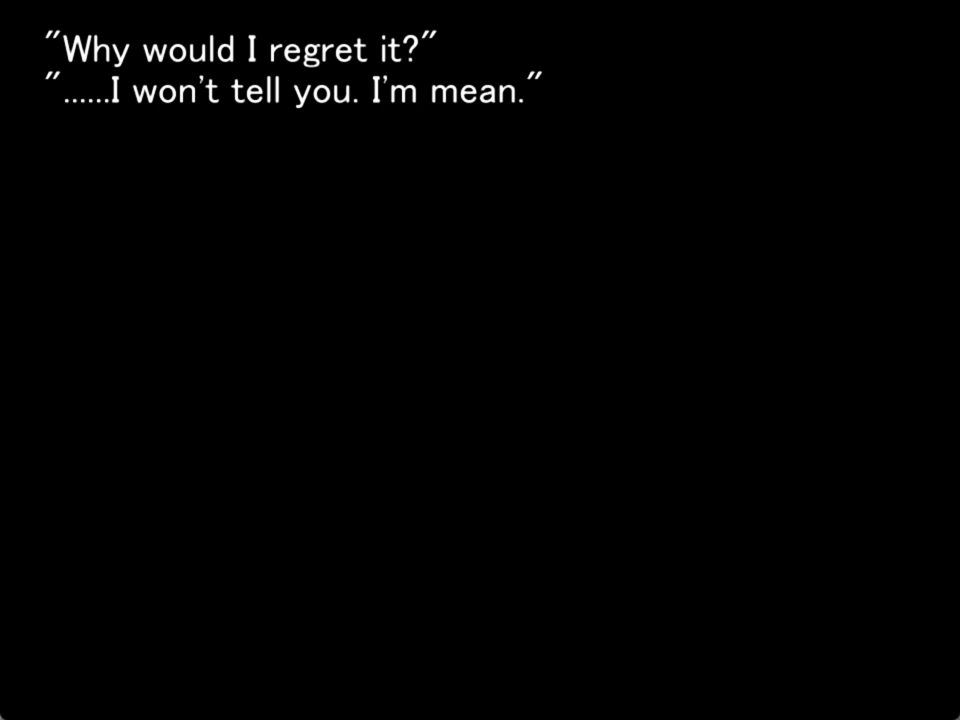 "Why would I regret it?"
"......I won't tell you. I'm mean."